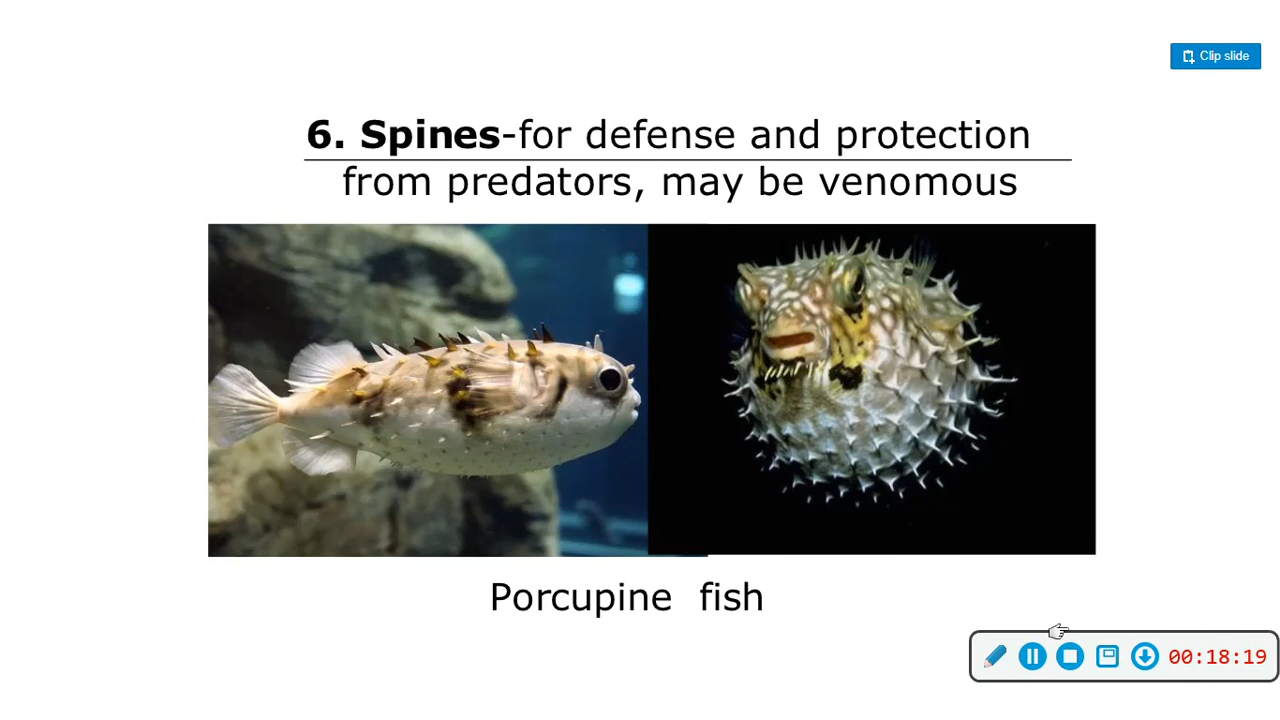 Clip slide
6. Spines-for defense and protection
from predators, may be venomous
Porcupine fish
00:18:19